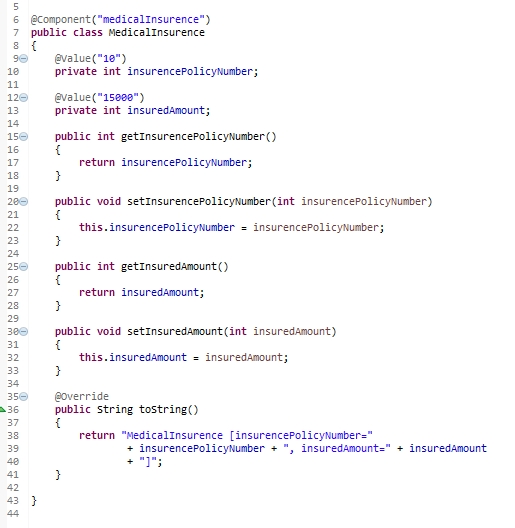 5
6 @Component("medicalInsurence")
7 public class MedicalInsurence
8 {
9 @Value("10")
10 private int insurencePolicyNumber;
11
12 @Value("15000")
13 private int insuredAmount;
14
15 public int getInsurencePolicyNumber()
16 {
17 return insurencePolicyNumber;
18 }
19
20 public void setInsurencePolicyNumber(int insurencePolicyNumber)
21 {
22 this.insurencePolicyNumber = insurencePolicyNumber;
23 }
24
25 public int getInsuredAmount()
26 {
27 return insuredAmount;
28 }
29
30 public void setInsuredAmount(int insuredAmount)
31 {
32 this.insuredAmount = insuredAmount;
33 }
34
35 @Override
36 public String toString()
37 {
38 return "MedicalInsurence [insurencePolicyNumber="
39 + insurencePolicyNumber + ", insuredAmount=" + insuredAmount
40 + "]";
41 }
42
43 }
44